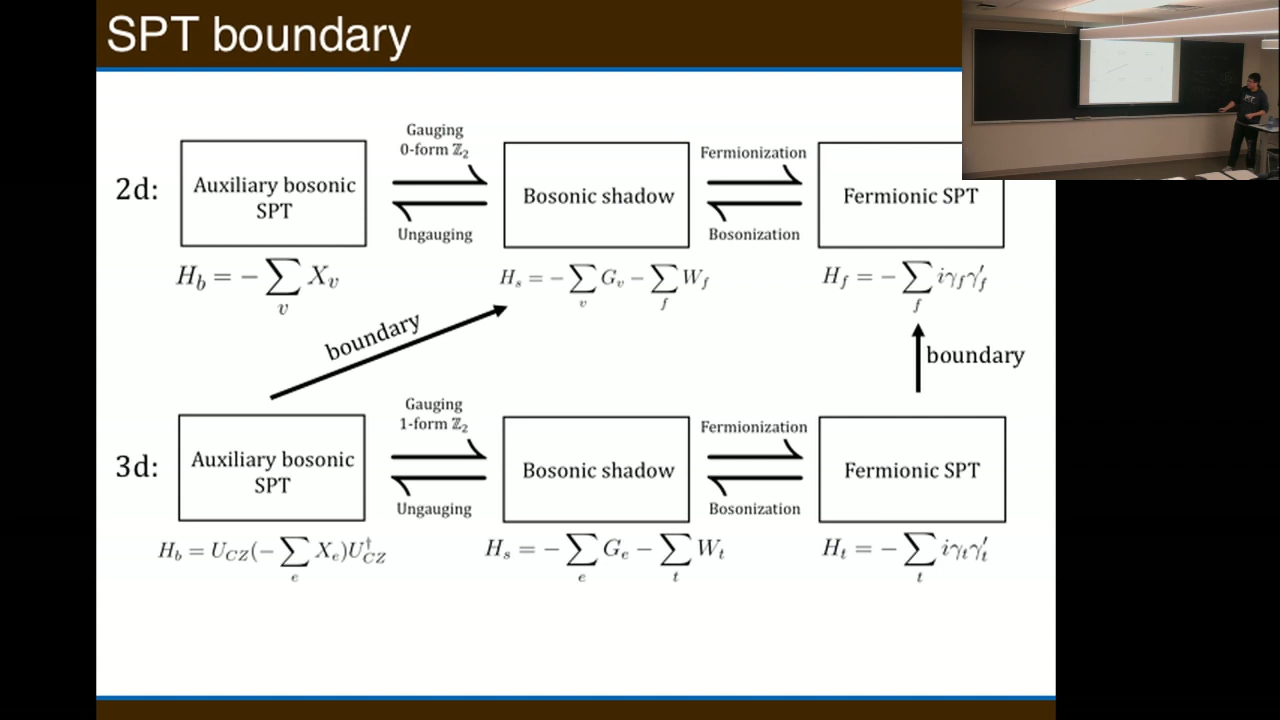 SPT boundary
2d:
Auxiliary bosonic
SPT
Gauging
0-form ℤ₂
Ungauging
Bosonic shadow
Fermionization
Bosonization
Fermionic SPT
H_b = − ∑_v X_v
H_s = − ∑_v G_v − ∑_f W_f
H_f = − ∑_f iγ_fγ′_f
boundary
boundary
3d:
Auxiliary bosonic
SPT
Gauging
1-form ℤ₂
Ungauging
Bosonic shadow
Fermionization
Bosonization
Fermionic SPT
H_b = U_CZ(− ∑_e X_e)U†_CZ
H_s = − ∑_e G_e − ∑_t W_t
H_t = − ∑_t iγ_tγ′_t